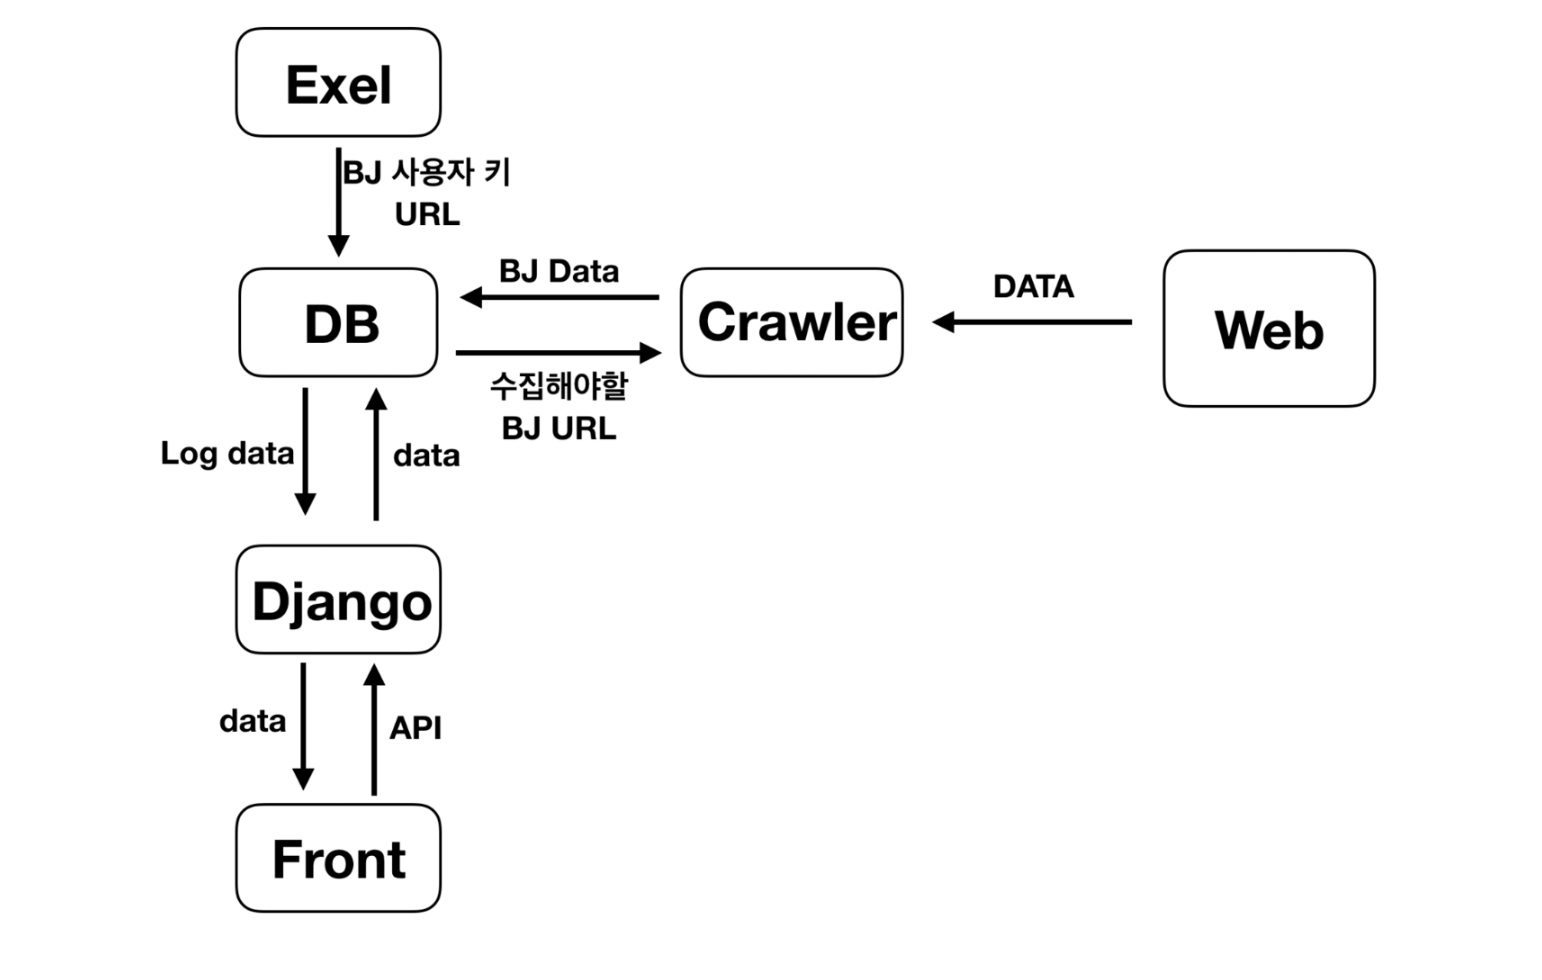 Exel
BJ 사용자 키
URL
BJ Data
DATA
DB
Crawler
Web
수집해야할
BJ URL
Log data
data
Django
data
API
Front